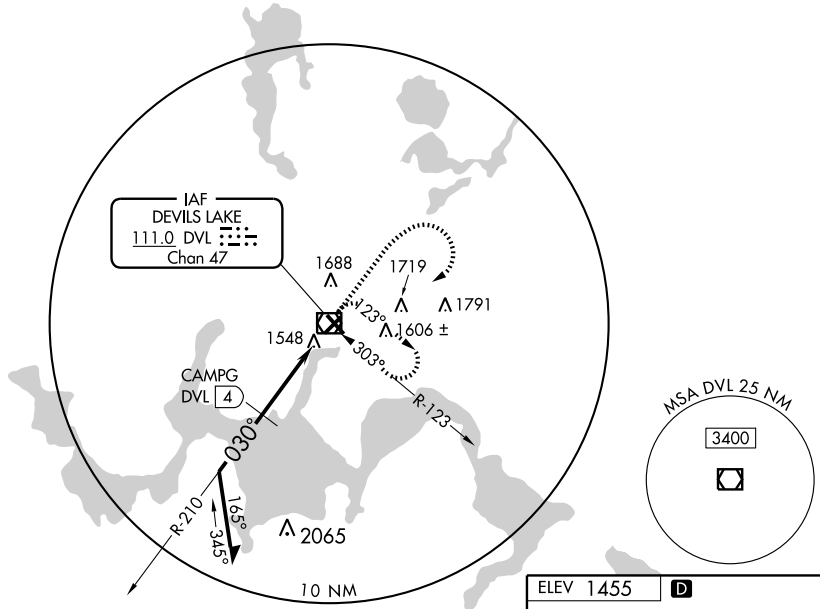 IAF
DEVILS LAKE
111.0 DVL
Chan 47
1688
1719
1791
1606 ±
1548
123°
303°
CAMPG
DVL 4
030°
R-123
R-210
165°
345°
2065
10 NM
MSA DVL 25 NM
3400
ELEV 1455 D